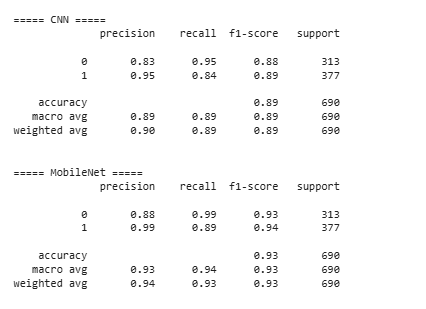 ===== CNN =====
precision recall f1-score support
0 0.83 0.95 0.88 313
1 0.95 0.84 0.89 377
accuracy 0.89 690
macro avg 0.89 0.89 0.89 690
weighted avg 0.90 0.89 0.89 690
===== MobileNet =====
precision recall f1-score support
0 0.88 0.99 0.93 313
1 0.99 0.89 0.94 377
accuracy 0.93 690
macro avg 0.93 0.94 0.93 690
weighted avg 0.94 0.93 0.93 690